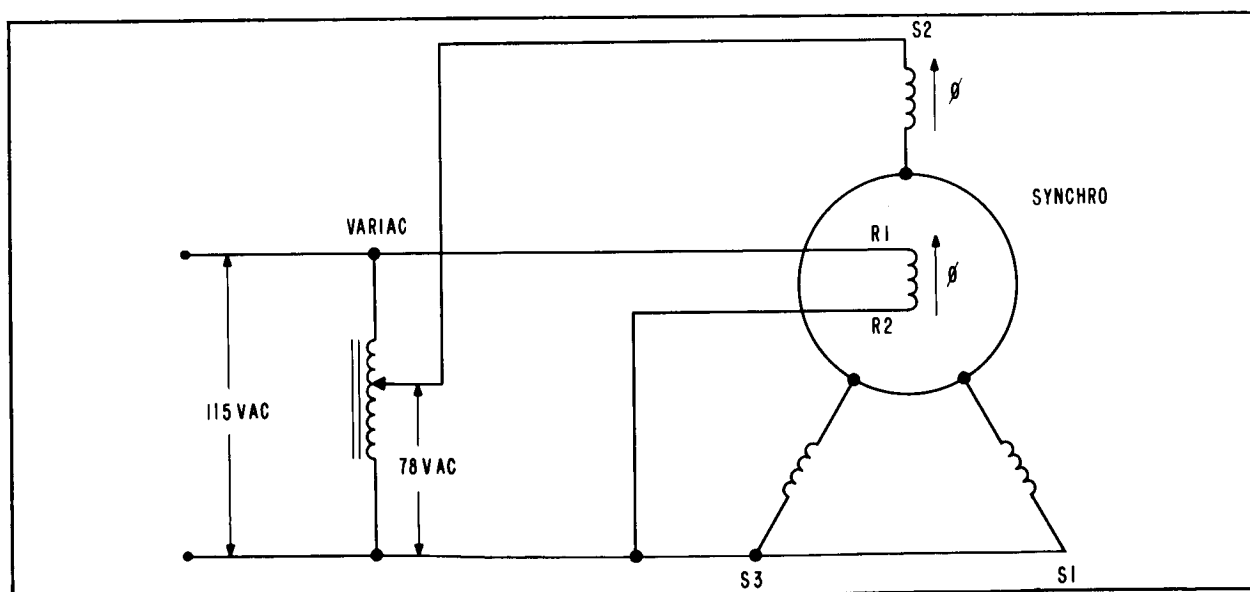 S2
Ø
SYNCHRO
VARIAC
R1
Ø
R2
115 VAC
78 VAC
S3
S1